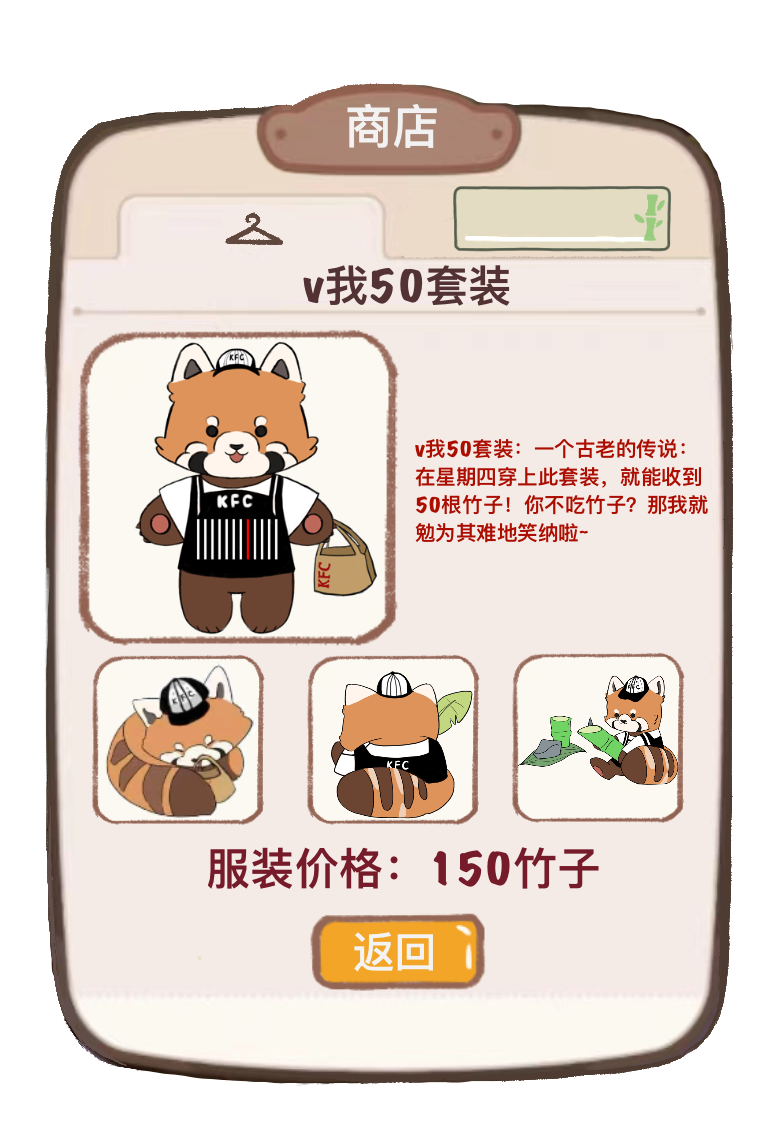 商店
v我50套装
KFC
KFC
KFC
v我50套装：一个古老的传说：
在星期四穿上此套装，就能收到
50根竹子！你不吃竹子？那我就
勉为其难地笑纳啦~
KFC
KFC
KFC
服装价格：150竹子
返回